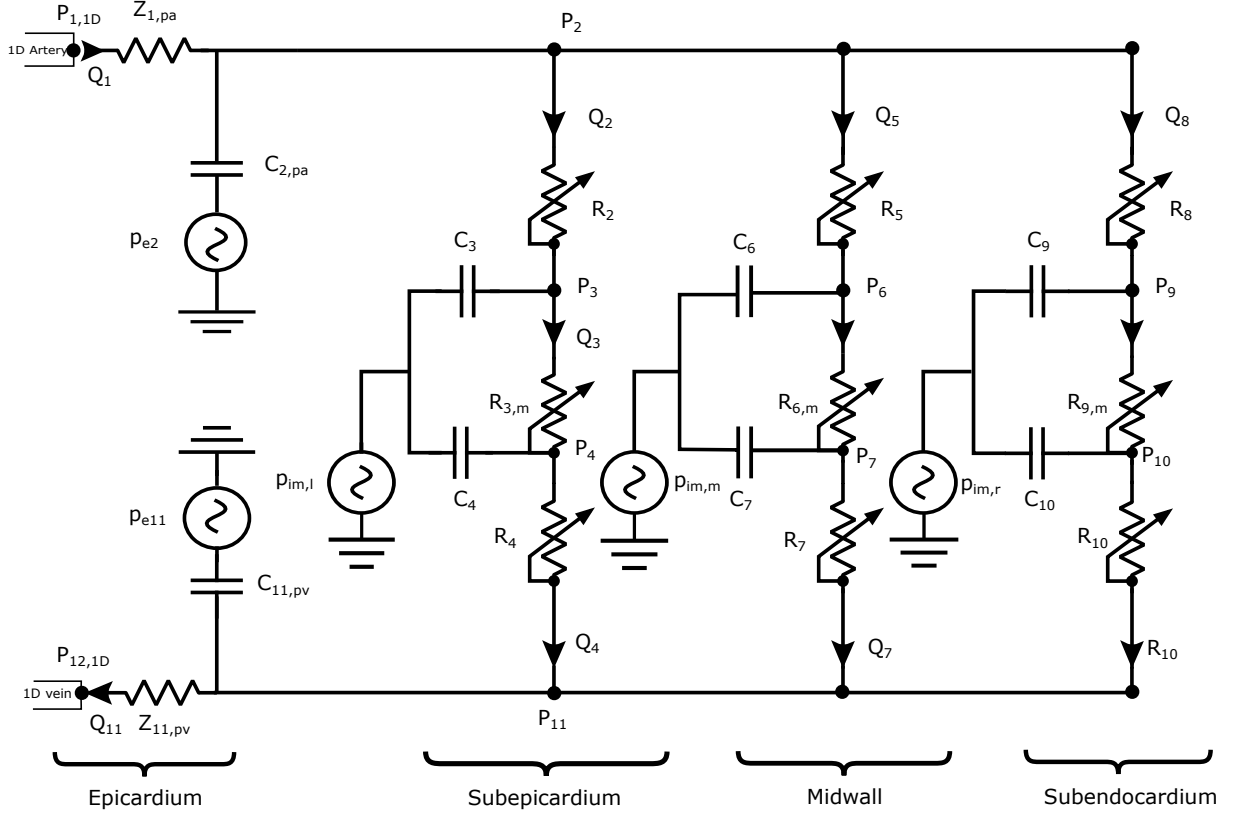 P1,1D Z1,pa P2
1D Artery
Q1
Q2 Q5 Q8
C2,pa
R2 R5 R8
pe2 C3 C6 C9
P3 P6 P9
Q3
R3,m R6,m R9,m
P4 P7 P10
pim,l pim,m pim,r
C4 C7 C10
pe11
R4 R7 R10
C11,pv
P12,1D Q4 Q7 R10
1D vein
Q11 Z11,pv P11
Epicardium Subepicardium Midwall Subendocardium